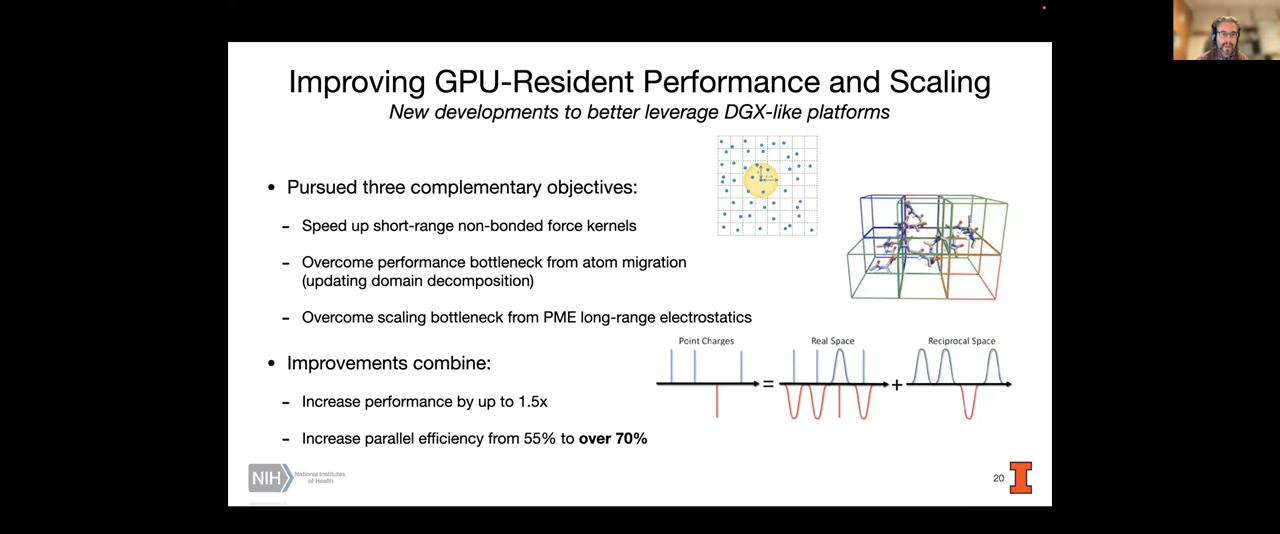 Improving GPU-Resident Performance and Scaling
New developments to better leverage DGX-like platforms
• Pursued three complementary objectives:
- Speed up short-range non-bonded force kernels
- Overcome performance bottleneck from atom migration
(updating domain decomposition)
- Overcome scaling bottleneck from PME long-range electrostatics
Point Charges
Real Space
Reciprocal Space
=
+
• Improvements combine:
- Increase performance by up to 1.5x
- Increase parallel efficiency from 55% to over 70%
NIH
National Institutes
of Health
20
I